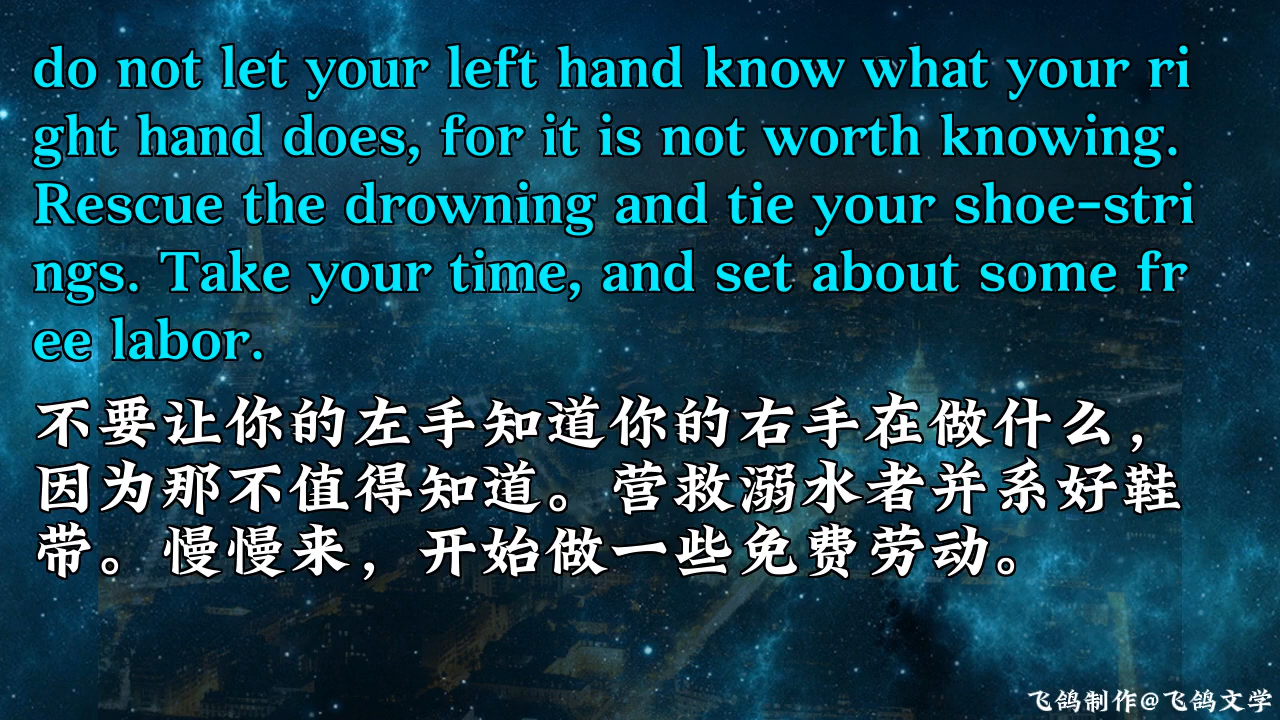 do not let your left hand know what your ri
ght hand does, for it is not worth knowing.
Rescue the drowning and tie your shoe-stri
ngs. Take your time, and set about some fr
ee labor.
不要让你的左手知道你的右手在做什么，
因为那不值得知道。营救溺水者并系好鞋
带。慢慢来，开始做一些免费劳动。
飞鸽制作@飞鸽文学